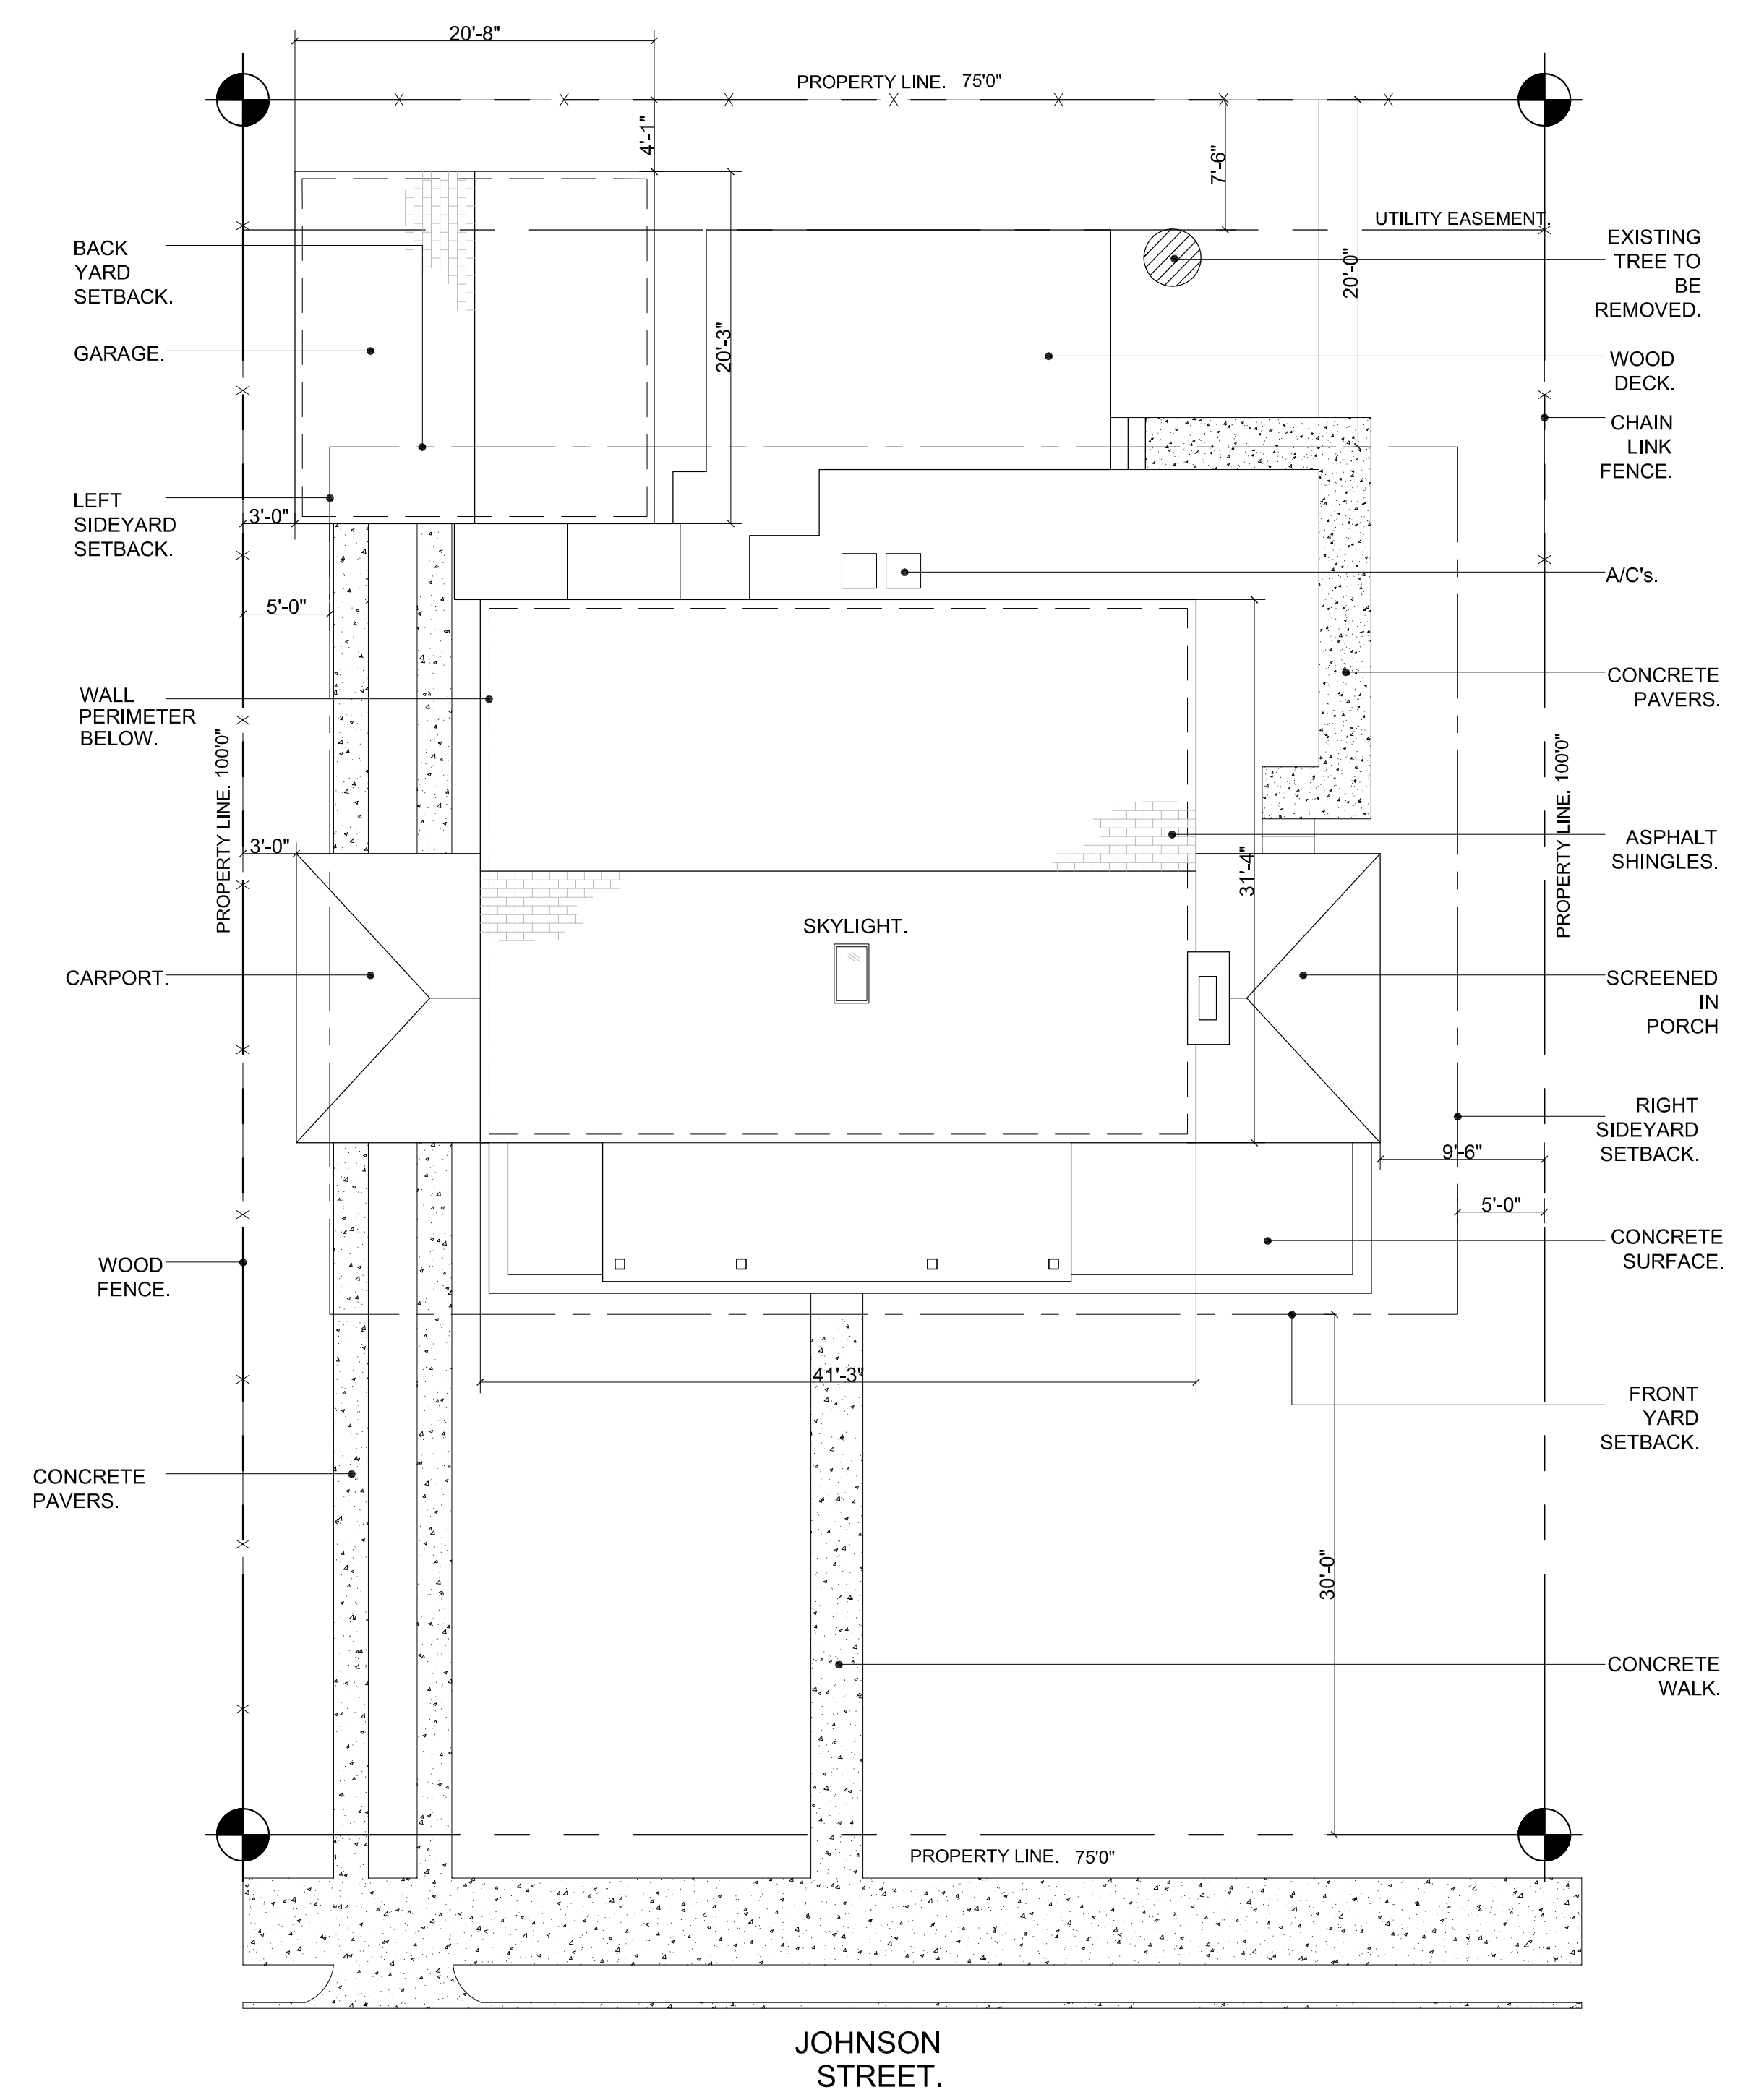 20'-8"
PROPERTY LINE. 75'0"
4'-1"
7'-6"
UTILITY EASEMENT.
BACK
YARD
SETBACK.
EXISTING
TREE TO
BE
REMOVED.
20'-0"
GARAGE.
20'-3"
WOOD
DECK.
CHAIN
LINK
FENCE.
LEFT
SIDEYARD
SETBACK.
3'-0"
A/C's.
5'-0"
WALL
PERIMETER
BELOW.
CONCRETE
PAVERS.
PROPERTY LINE. 100'0"
PROPERTY LINE. 100'0"
ASPHALT
SHINGLES.
3'-0"
31'-4"
SKYLIGHT.
CARPORT.
SCREENED
IN
PORCH
RIGHT
SIDEYARD
SETBACK.
9'-6"
5'-0"
WOOD
FENCE.
CONCRETE
SURFACE.
41'-3"
FRONT
YARD
SETBACK.
CONCRETE
PAVERS.
30'-0"
CONCRETE
WALK.
PROPERTY LINE. 75'0"
JOHNSON
STREET.